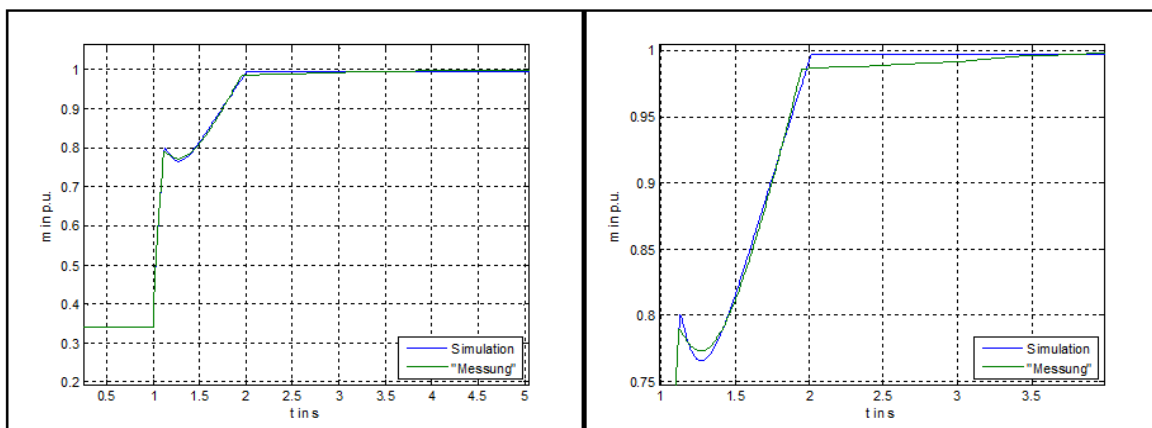 1
0.9
0.8
0.7
0.6
0.5
0.4
0.3
0.2
m in p.u.
0.5 1 1.5 2 2.5 3 3.5 4 4.5 5
t in s
Simulation
"Messung"
1
0.95
0.9
0.85
0.8
0.75
m in p.u.
1 1.5 2 2.5 3 3.5
t in s
Simulation
"Messung"